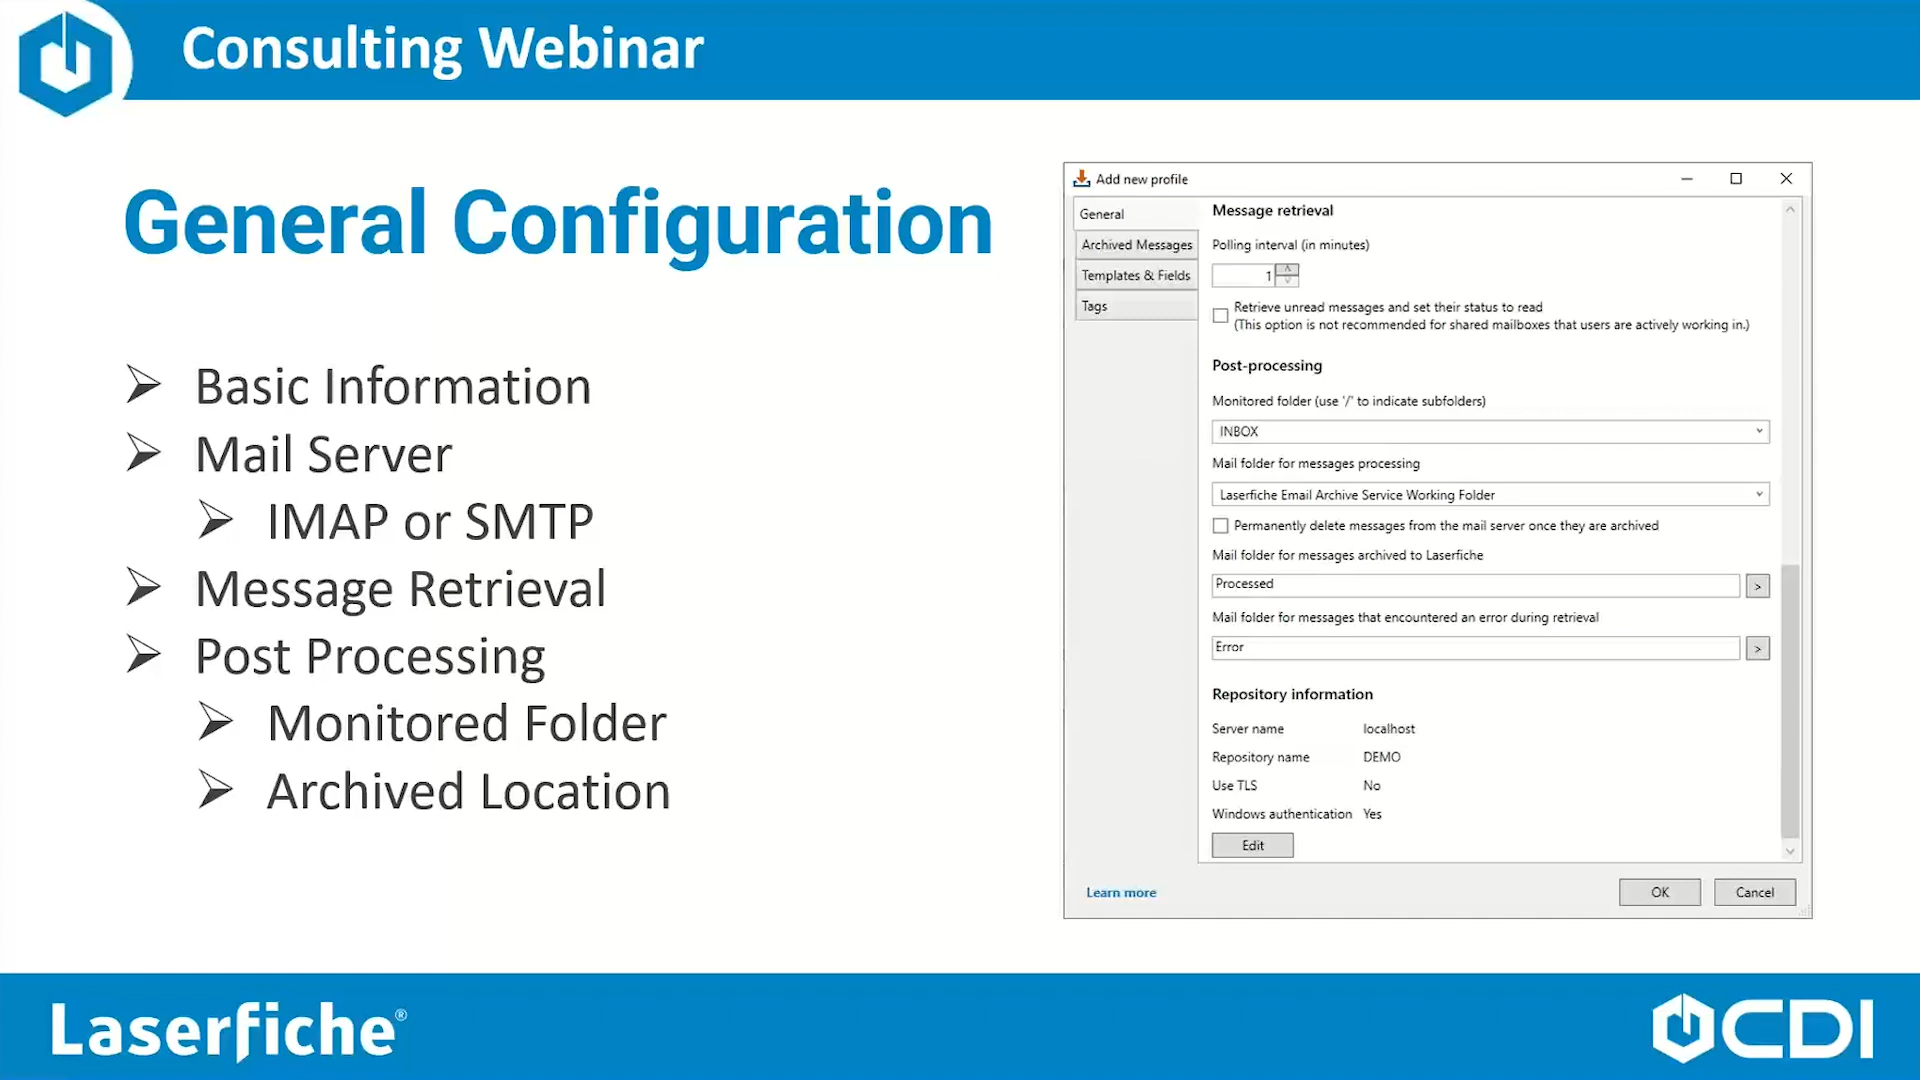 Consulting Webinar
General Configuration
Basic Information
Mail Server
IMAP or SMTP
Message Retrieval
Post Processing
Monitored Folder
Archived Location
Add new profile
General
Archived Messages
Templates & Fields
Tags
Message retrieval
Polling interval (in minutes)
1
Retrieve unread messages and set their status to read
(This option is not recommended for shared mailboxes that users are actively working in.)
Post-processing
Monitored folder (use '/' to indicate subfolders)
INBOX
Mail folder for messages processing
Laserfiche Email Archive Service Working Folder
Permanently delete messages from the mail server once they are archived
Mail folder for messages archived to Laserfiche
Processed
>
Mail folder for messages that encountered an error during retrieval
Error
>
Repository information
Server name localhost
Repository name DEMO
Use TLS No
Windows authentication Yes
Edit
Learn more
OK Cancel
Laserfiche®
CDI